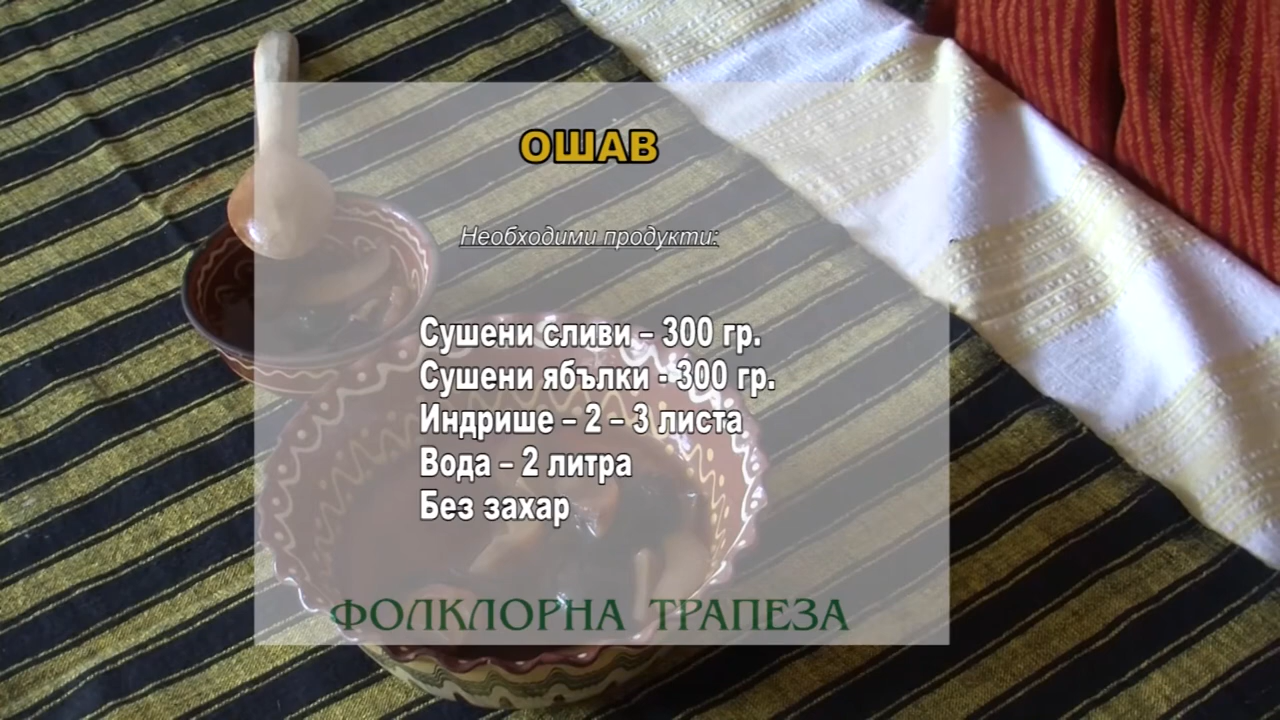 ОШАВ
Необходими продукти:
Сушени сливи – 300 гр.
Сушени ябълки - 300 гр.
Индрише – 2 – 3 листа
Вода – 2 литра
Без захар
ФОЛКЛОРНА ТРАПЕЗА